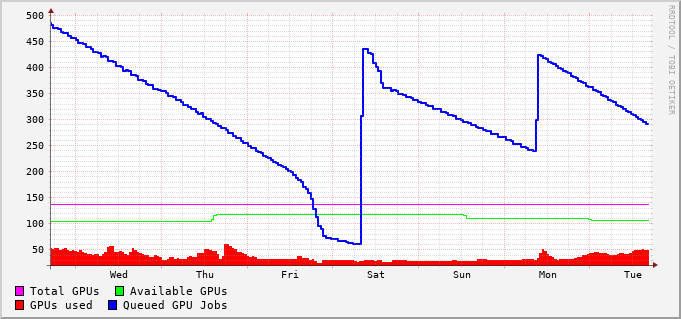 500
450
400
350
300
250
200
150
100
50
Wed Thu Fri Sat Sun Mon Tue
Total GPUs Available GPUs
GPUs used Queued GPU Jobs
RRDTOOL / TOBI OETIKER